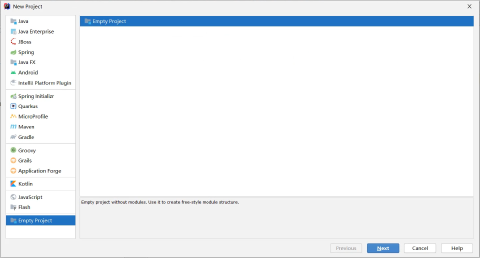 New Project
Java
Java Enterprise
JBoss
Spring
Java FX
Android
IntelliJ Platform Plugin
Spring Initializr
Quarkus
MicroProfile
Maven
Gradle
Groovy
Grails
Application Forge
Kotlin
JavaScript
Flash
Empty Project
Empty Project
Empty project without modules. Use it to create free-style module structure.
Previous
Next
Cancel
Help